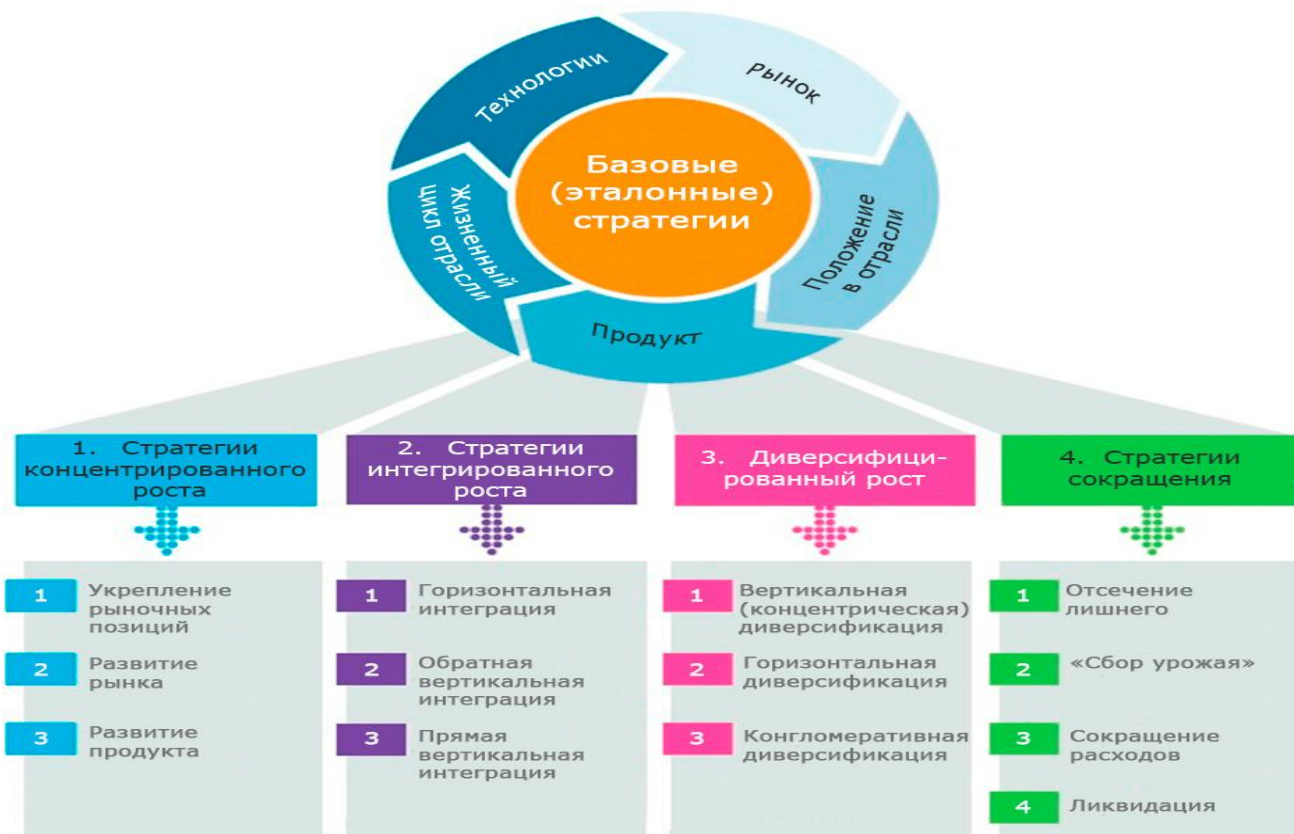 Технологии
Рынок
Положение
в отрасли
Продукт
Жизненный
цикл отрасли
Базовые
(эталонные)
стратегии
1. Стратегии
концентрированного
роста
1 Укрепление
рыночных
позиций
2 Развитие
рынка
3 Развитие
продукта
2. Стратегии
интегрированного
роста
1 Горизонтальная
интеграция
2 Обратная
вертикальная
интеграция
3 Прямая
вертикальная
интеграция
3. Диверсифици-
рованный рост
1 Вертикальная
(концентрическая)
диверсификация
2 Горизонтальная
диверсификация
3 Конгломеративная
диверсификация
4. Стратегии
сокращения
1 Отсечение
лишнего
2 «Сбор урожая»
3 Сокращение
расходов
4 Ликвидация